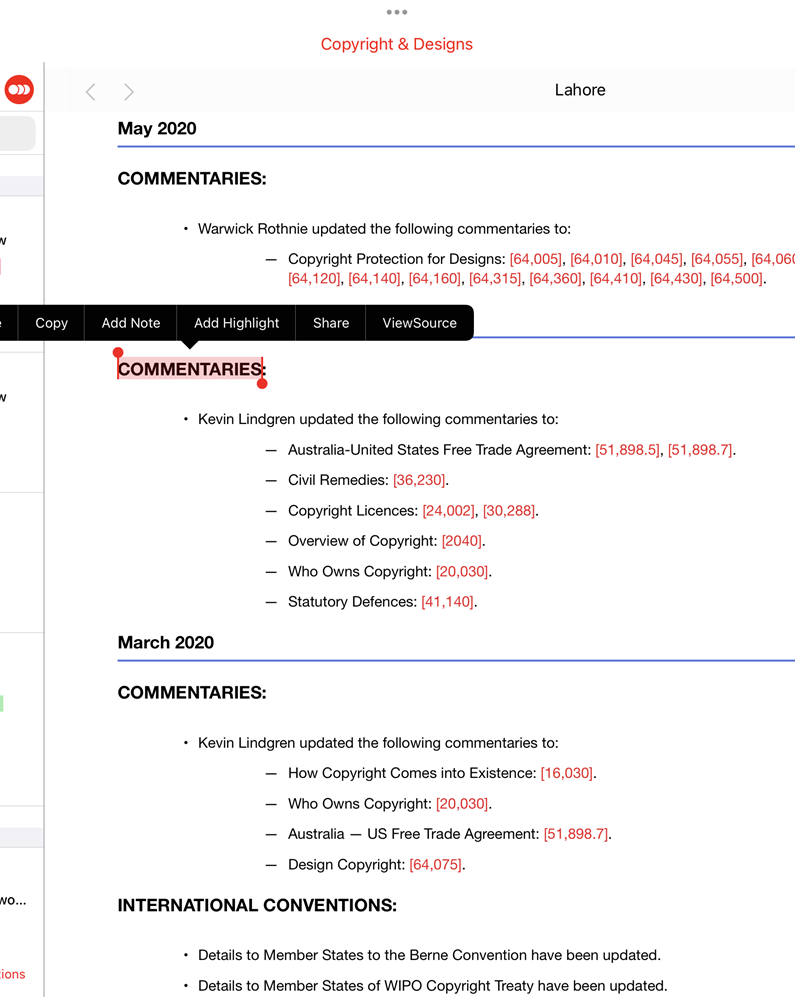 Copyright & Designs
Lahore
May 2020
COMMENTARIES:
• Warwick Rothnie updated the following commentaries to:
— Copyright Protection for Designs: [64,005], [64,010], [64,045], [64,055], [64,060
[64,120], [64,140], [64,160], [64,315], [64,360], [64,410], [64,430], [64,500].
Copy Add Note Add Highlight Share ViewSource
COMMENTARIES:
• Kevin Lindgren updated the following commentaries to:
— Australia-United States Free Trade Agreement: [51,898.5], [51,898.7].
— Civil Remedies: [36,230].
— Copyright Licences: [24,002], [30,288].
— Overview of Copyright: [2040].
— Who Owns Copyright: [20,030].
— Statutory Defences: [41,140].
March 2020
COMMENTARIES:
• Kevin Lindgren updated the following commentaries to:
— How Copyright Comes into Existence: [16,030].
— Who Owns Copyright: [20,030].
— Australia — US Free Trade Agreement: [51,898.7].
— Design Copyright: [64,075].
INTERNATIONAL CONVENTIONS:
• Details to Member States to the Berne Convention have been updated.
• Details to Member States of WIPO Copyright Treaty have been updated.